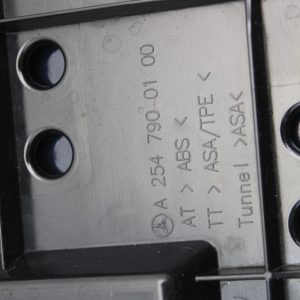 A 254 790 01 00
AT > ABS <
TT > ASA/TPE <
Tunnel >ASA<